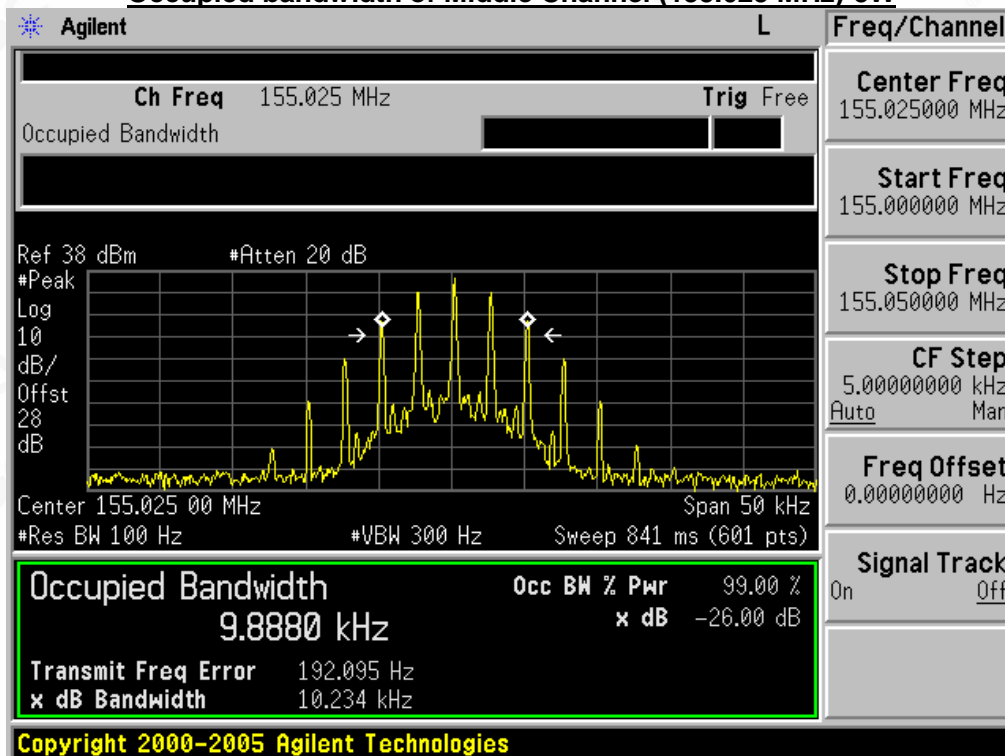 Agilent L Freq/Channel
Ch Freq 155.025 MHz Trig Free
Occupied Bandwidth
Center Freq
155.025000 MHz
Start Freq
155.000000 MHz
Stop Freq
155.050000 MHz
CF Step
5.00000000 kHz
Auto Man
Freq Offset
0.00000000 Hz
Signal Track
On Off
Ref 38 dBm #Atten 20 dB
#Peak
Log
10
dB/
Offst
28
dB
Center 155.025 00 MHz Span 50 kHz
#Res BW 100 Hz #VBW 300 Hz Sweep 841 ms (601 pts)
Occupied Bandwidth Occ BW % Pwr 99.00 %
9.8880 kHz x dB -26.00 dB
Transmit Freq Error 192.095 Hz
x dB Bandwidth 10.234 kHz
Copyright 2000-2005 Agilent Technologies